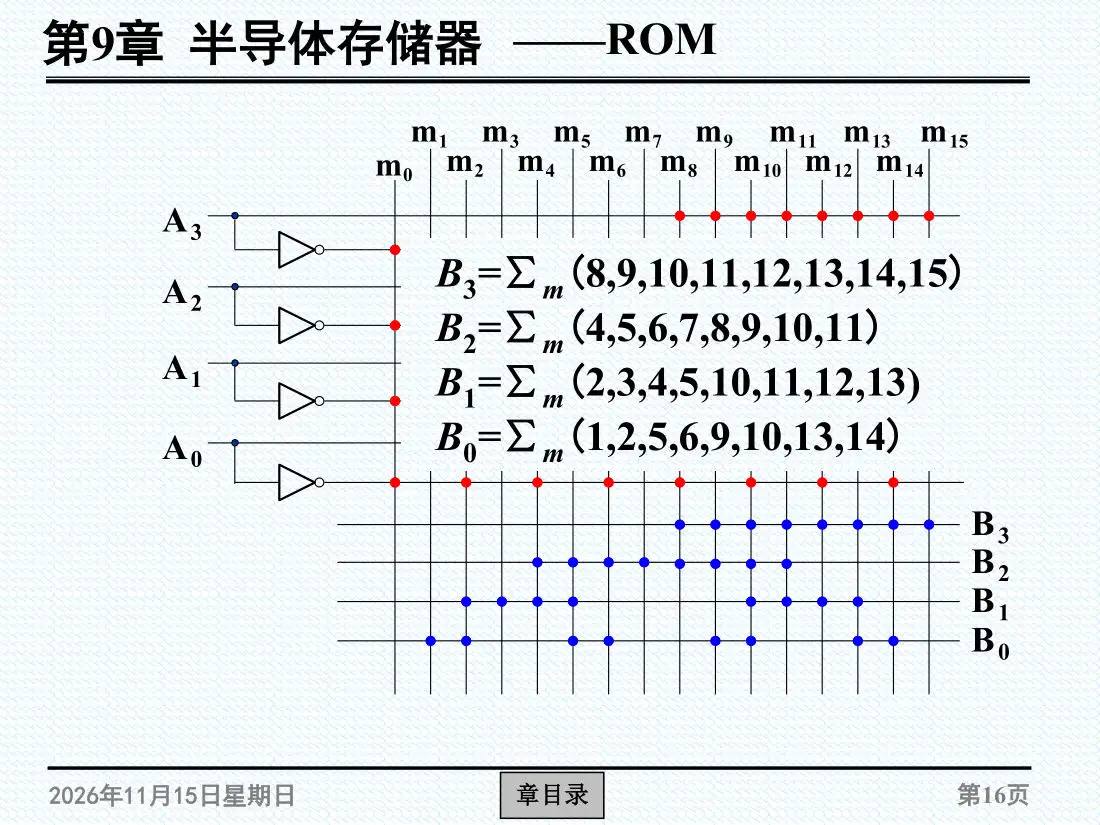 第9章 半导体存储器 ——ROM
m1 m3 m5 m7 m9 m11 m13 m15
m0 m2 m4 m6 m8 m10 m12 m14
A3
B3=∑m(8,9,10,11,12,13,14,15)
A2
B2=∑m(4,5,6,7,8,9,10,11)
A1
B1=∑m(2,3,4,5,10,11,12,13)
A0
B0=∑m(1,2,5,6,9,10,13,14)
B3
B2
B1
B0
2026年11月15日星期日
章目录
第16页